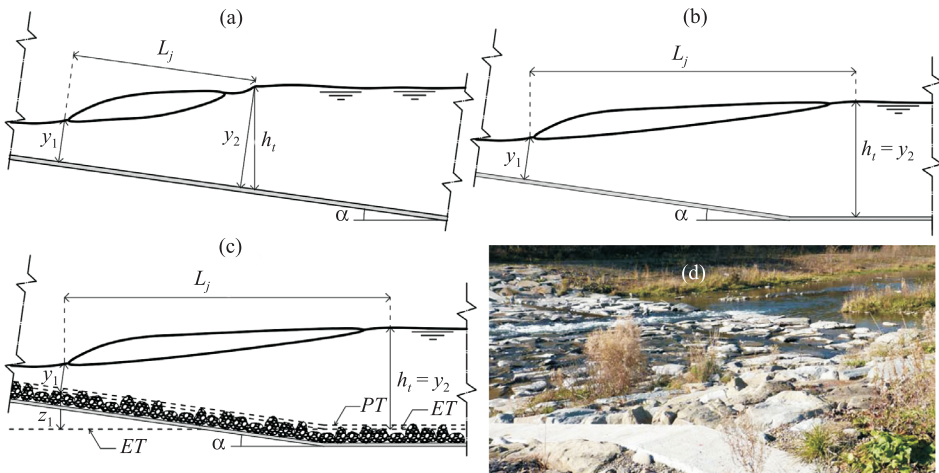 (a)
L_j
y_1
y_2
h_t
α
(b)
L_j
y_1
h_t = y_2
α
(c)
L_j
y_1
z_1
ET
α
PT
ET
h_t = y_2
(d)